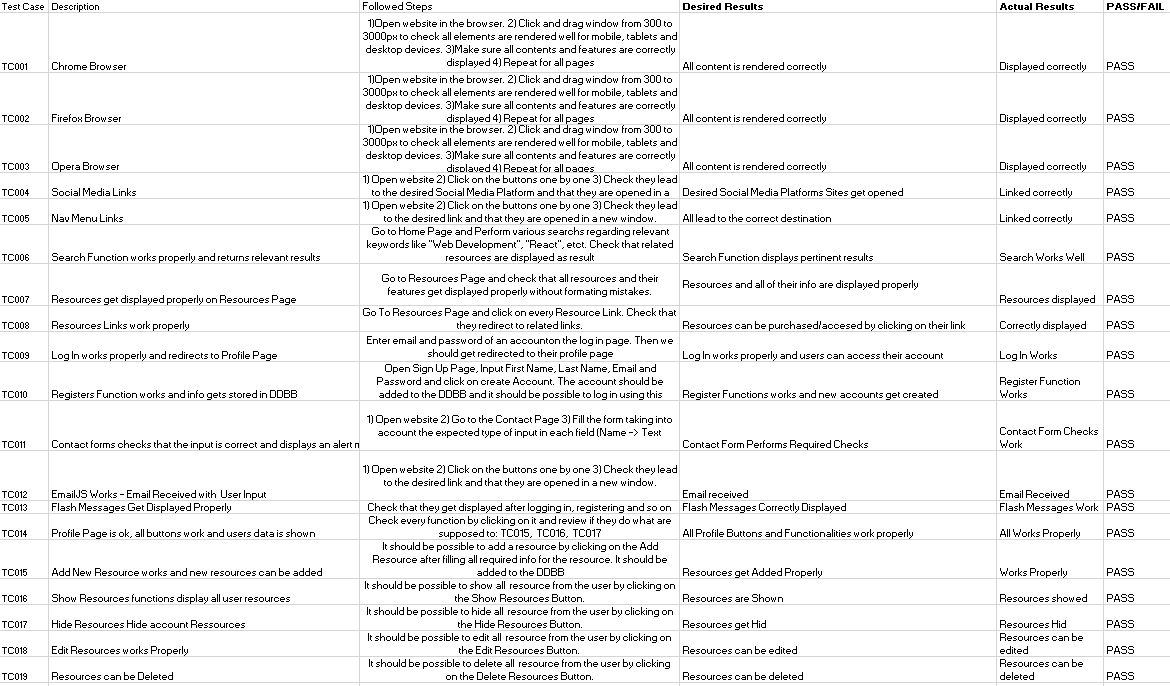 Test Case Description Followed Steps Desired Results Actual Results PASS/FAIL
1)Open website in the browser. 2) Click and drag window from 300 to
3000px to check all elements are rendered well for mobile, tablets and
desktop devices. 3)Make sure all contents and features are correctly
displayed 4) Repeat for all pages
TC001 Chrome Browser All content is rendered correctly Displayed correctly PASS
1)Open website in the browser. 2) Click and drag window from 300 to
3000px to check all elements are rendered well for mobile, tablets and
desktop devices. 3)Make sure all contents and features are correctly
displayed 4) Repeat for all pages
TC002 Firefox Browser All content is rendered correctly Displayed correctly PASS
1)Open website in the browser. 2) Click and drag window from 300 to
3000px to check all elements are rendered well for mobile, tablets and
desktop devices. 3)Make sure all contents and features are correctly
displayed 4) Repeat for all pages
TC003 Opera Browser All content is rendered correctly Displayed correctly PASS
1) Open website 2) Click on the buttons one by one 3) Check they lead
to the desired Social Media Platform and that they are opened in a
TC004 Social Media Links Desired Social Media Platforms Sites get opened Linked correctly PASS
1) Open website 2) Click on the buttons one by one 3) Check they lead
to the desired link and that they are opened in a new window.
TC005 Nav Menu Links All lead to the correct destination Linked correctly PASS
Go to Home Page and Perform various searchs regarding relevant
keywords like "Web Development", "React", etct. Check that related
resources are displayed as result
TC006 Search Function works properly and returns relevant results Search Function displays pertinent results Search Works Well PASS
Go to Resources Page and check that all resources and their
features get displayed properly without formating mistakes.
Resources and all of their info are displayed properly
TC007 Resources get displayed properly on Resources Page Resources displayed PASS
Go To Resources Page and click on every Resource Link. Check that
they redirect to related links.
TC008 Resources Links work properly Resources can be purchased/accesed by clicking on their link Correctly displayed PASS
Enter email and password of an accounton the log in page. Then we
should get redirected to their profile page
TC009 Log In works properly and redirects to Profile Page Log In works properly and users can access their account Log In Works PASS
Open Sign Up Page, Input First Name, Last Name, Email and
Password and click on create Account. The account should be
added to the DDBB and it should be possible to log in using this
TC010 Registers Function works and info gets stored in DDBB Register Functions works and new accounts get created Register Function
Works PASS
1) Open website 2) Go to the Contact Page 3) Fill the form taking into
account the expected type of input in each field (Name -> Text
TC011 Contact forms checks that the input is correct and displays an alert m Contact Form Performs Required Checks Contact Form Checks
Work PASS
1) Open website 2) Click on the buttons one by one 3) Check they lead
to the desired link and that they are opened in a new window.
TC012 EmailJS Works - Email Received with User Input Email received Email Received PASS
TC013 Flash Messages Get Displayed Properly Check that they get displayed after logging in, registering and so on Flash Messages Correctly Displayed Flash Messages Work PASS
Check every function by clicking on it and review if they do what are
supposed to: TC015, TC016, TC017
TC014 Profile Page is ok, all buttons work and users data is shown All Profile Buttons and Functionalities work properly All Works Properly PASS
It should be possible to add a resource by clicking on the Add
Resource after filling all required info for the resource. It should be
added to the DDBB
TC015 Add New Resource works and new resources can be added Resources get Added Properly Works Properly PASS
It should be possible to show all resource from the user by clicking on
the Show Resources Button.
TC016 Show Resources functions display all user resources Resources are Shown Resources showed PASS
It should be possible to hide all resource from the user by clicking on
the Hide Resources Button.
TC017 Hide Resources Hide account Ressources Resources get Hid Resources Hid PASS
It should be possible to edit all resource from the user by clicking on
the Edit Resources Button.
TC018 Edit Resources works Properly Resources can be edited Resources can be
edited PASS
It should be possible to delete all resource from the user by clicking
on the Delete Resources Button.
TC019 Resources can be Deleted Resources can be deleted Resources can be
deleted PASS